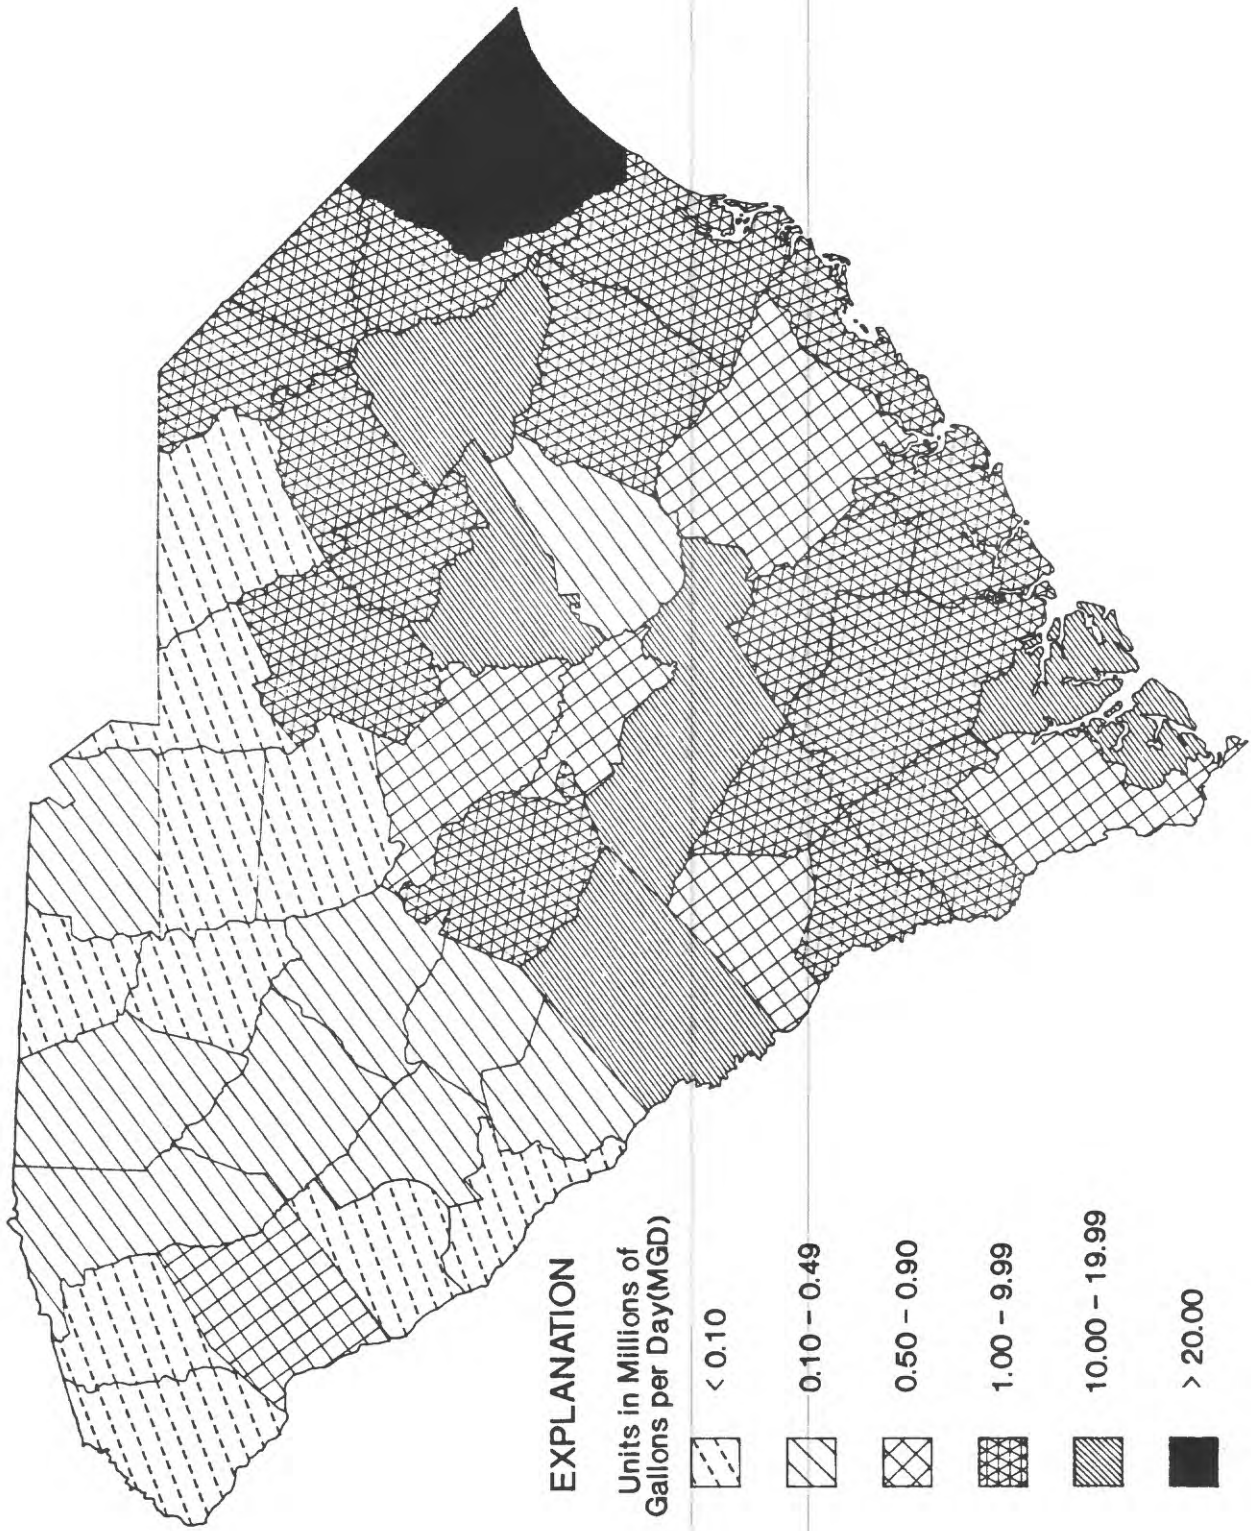 EXPLANATION
Units in Millions of
Gallons per Day(MGD)
< 0.10
0.10 – 0.49
0.50 – 0.90
1.00 – 9.99
10.00 – 19.99
> 20.00